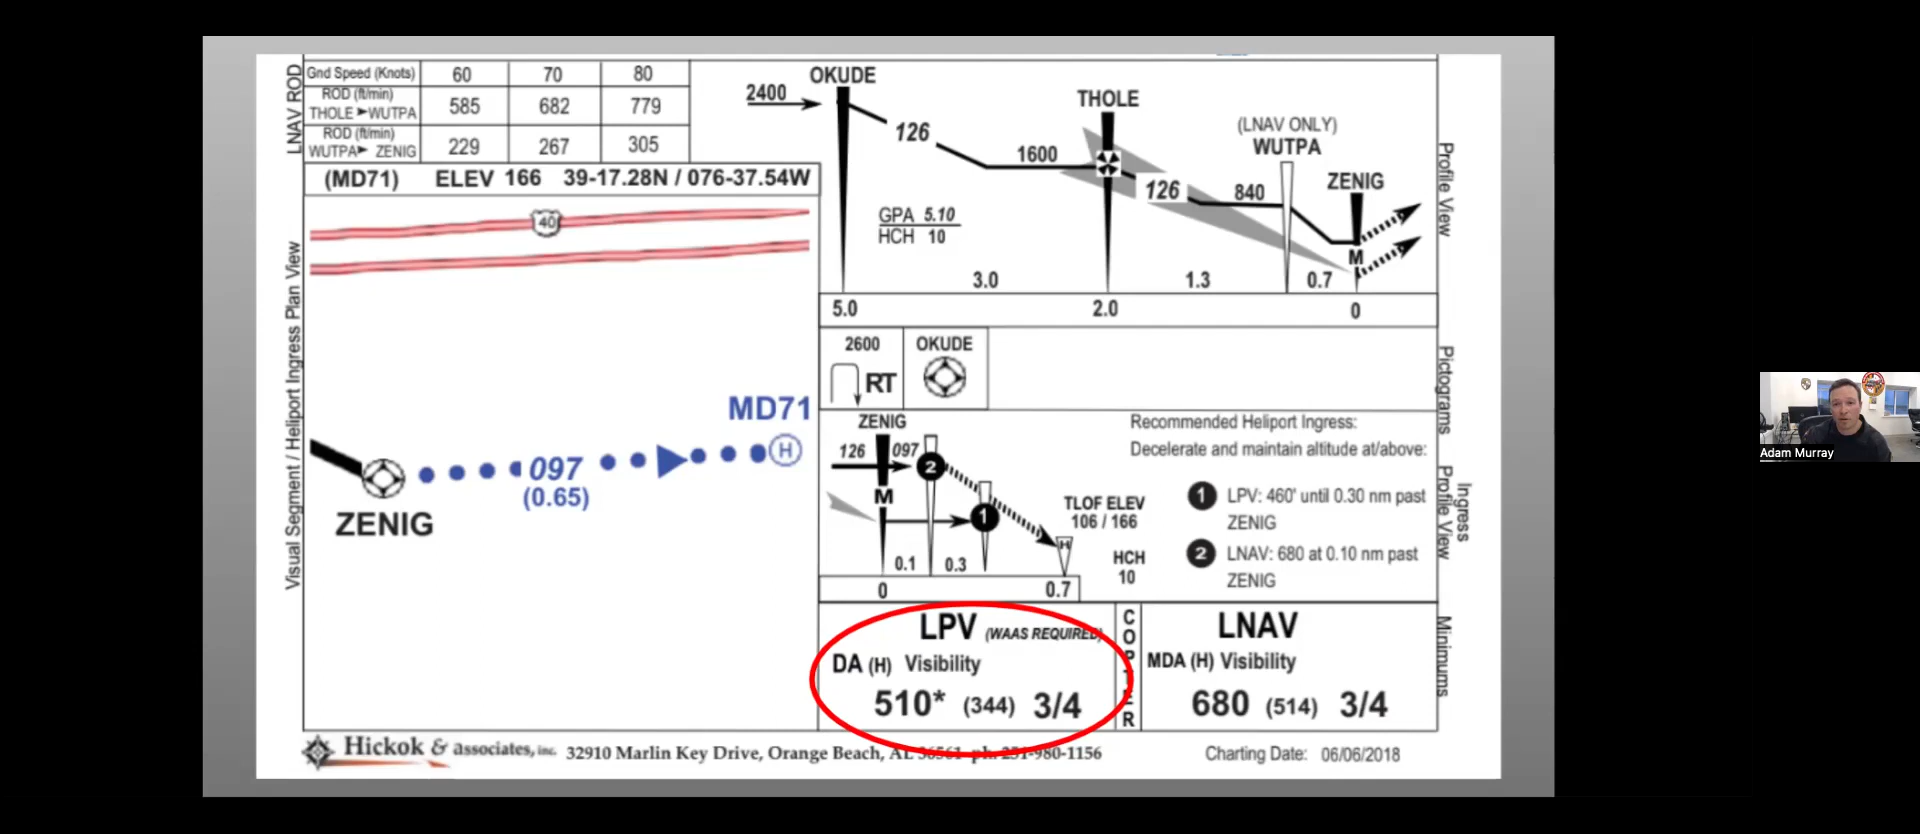 LNAV ROD
Gnd Speed (Knots) 60 70 80
ROD (ft/min)
THOLE WUTPA 585 682 779
ROD (ft/min)
WUTPA ZENIG 229 267 305
(MD71) ELEV 166 39-17.28N / 076-37.54W
Visual Segment / Heliport Ingress Plan View
40
MD71
H
097
(0.65)
ZENIG
OKUDE
2400
126
1600
THOLE
(LNAV ONLY)
WUTPA
126
840
ZENIG
GPA 5.10
HCH 10
M
3.0 1.3 0.7
5.0 2.0 0
Profile View
2600
RT
OKUDE
Pictograms
ZENIG
126 097
2
M
1
H
0.1 0.3
0 0.7
TLOF ELEV
106 / 166
HCH
10
Recommended Heliport Ingress:
Decelerate and maintain altitude at/above:
1 LPV: 460' until 0.30 nm past
ZENIG
2 LNAV: 680 at 0.10 nm past
ZENIG
Ingress
Profile View
LPV (WAAS REQUIRED)
DA (H) Visibility
510* (344) 3/4
COPTER
LNAV
MDA (H) Visibility
680 (514) 3/4
Minimums
Hickok & associates, inc. 32910 Marlin Key Drive, Orange Beach, AL 36561 ph. 251-980-1156
Charting Date: 06/06/2018
Adam Murray